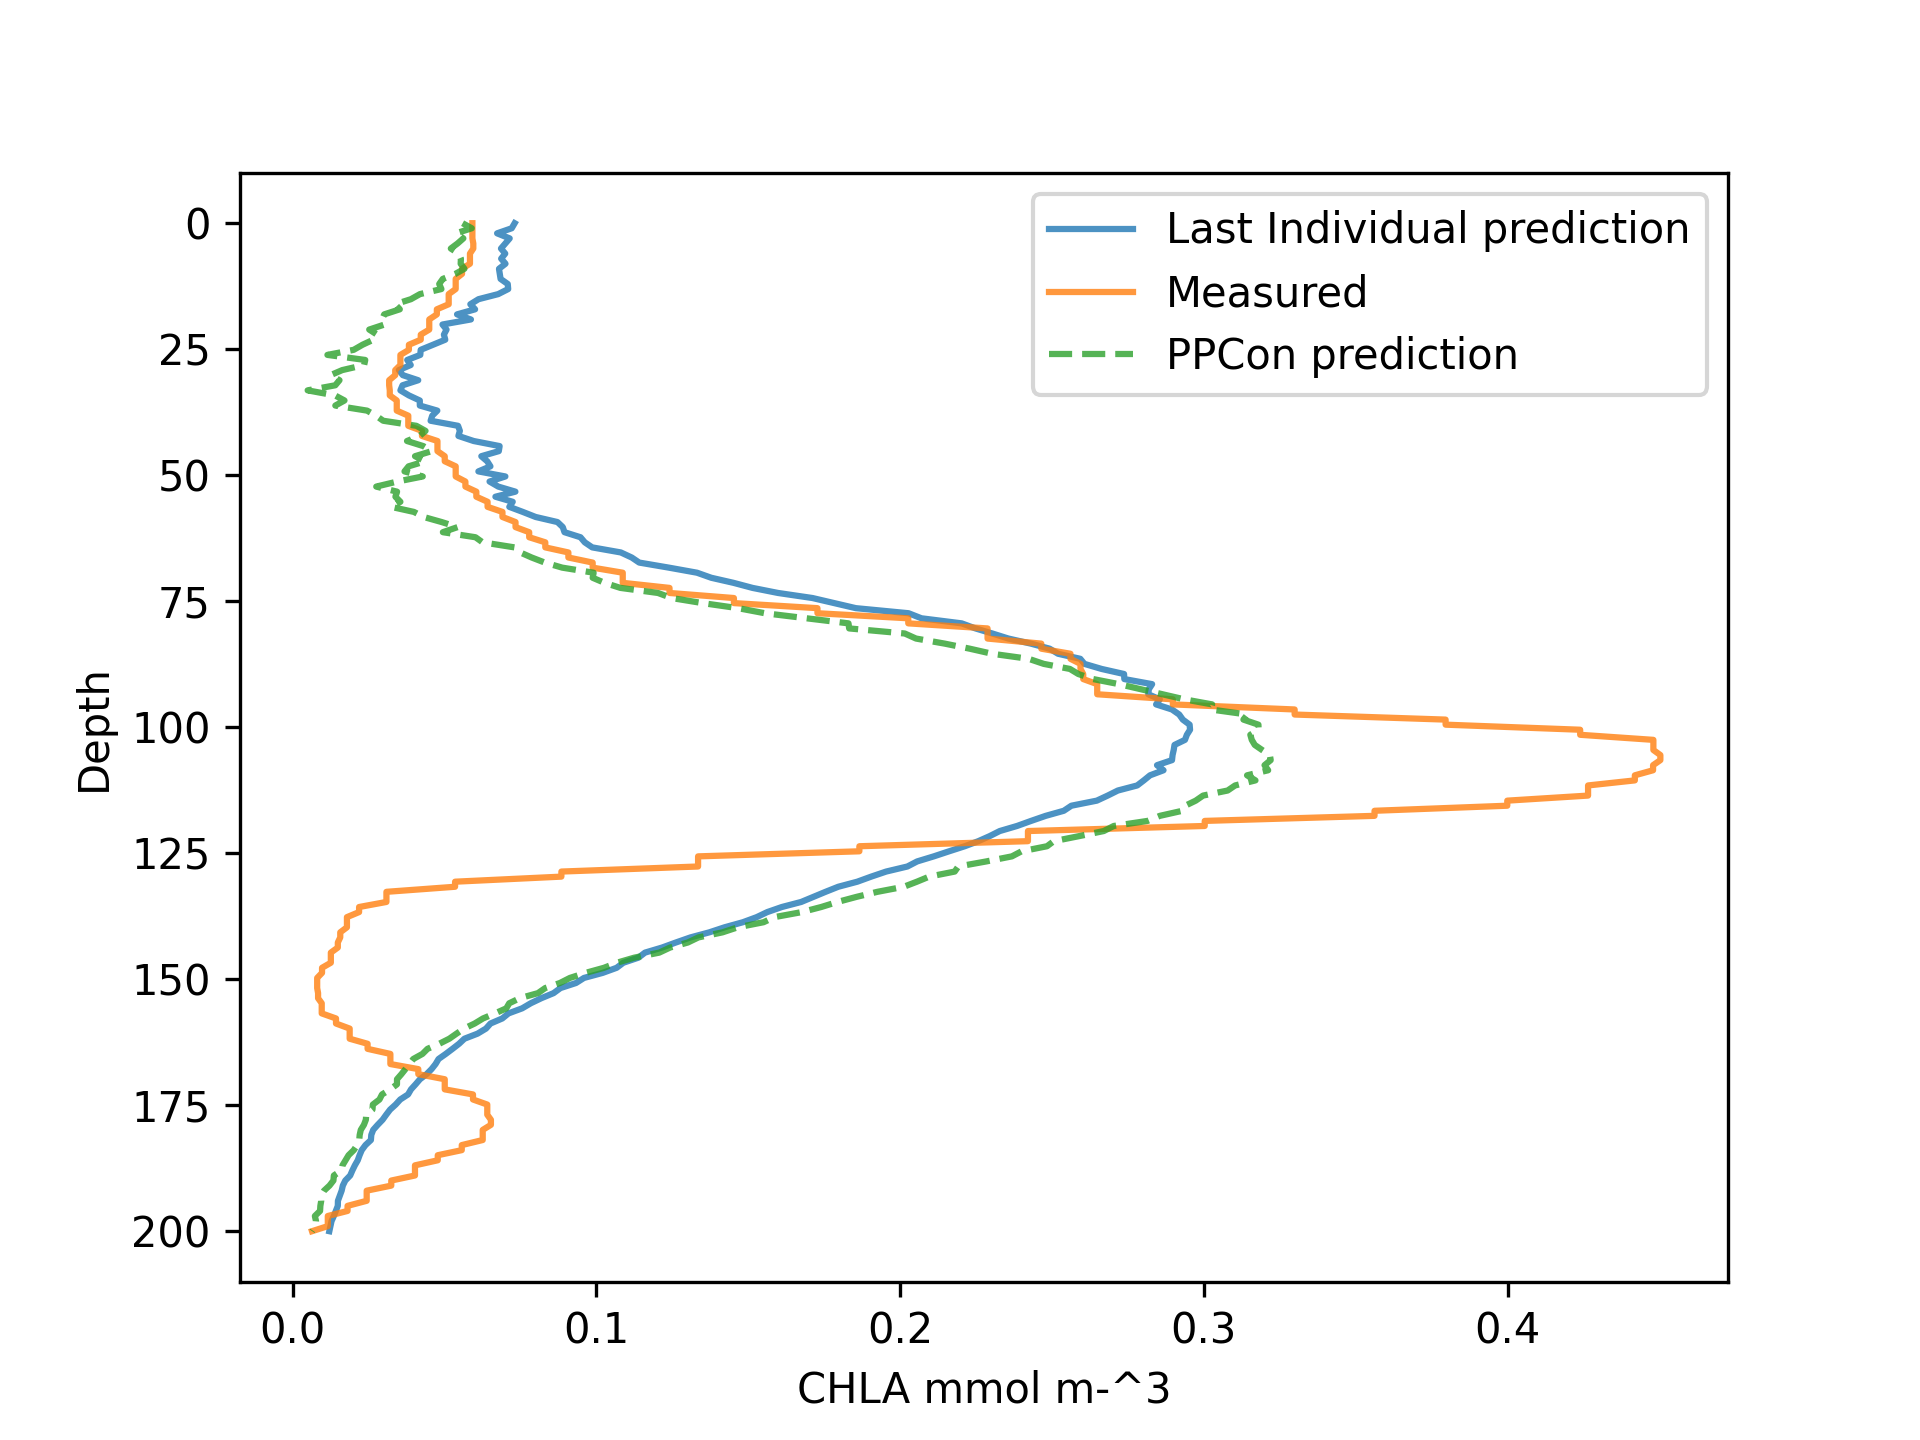 Last Individual prediction
Measured
PPCon prediction
0
25
50
75
100
125
150
175
200
Depth
0.0 0.1 0.2 0.3 0.4
CHLA mmol m-^3